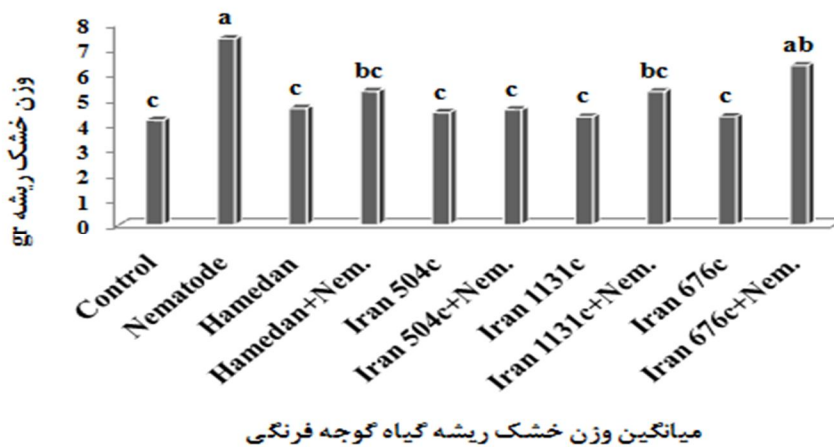 a
c
c
bc
c
c
c
bc
c
ab
وزن خشک ریشه gr
8
7
6
5
4
3
2
1
0
Control
Nematode
Hamedan
Hamedan+Nem.
Iran 504c
Iran 504c+Nem.
Iran 1131c
Iran 1131c+Nem.
Iran 676c
Iran 676c+Nem.
میانگین وزن خشک ریشه گیاه گوجه فرنگی